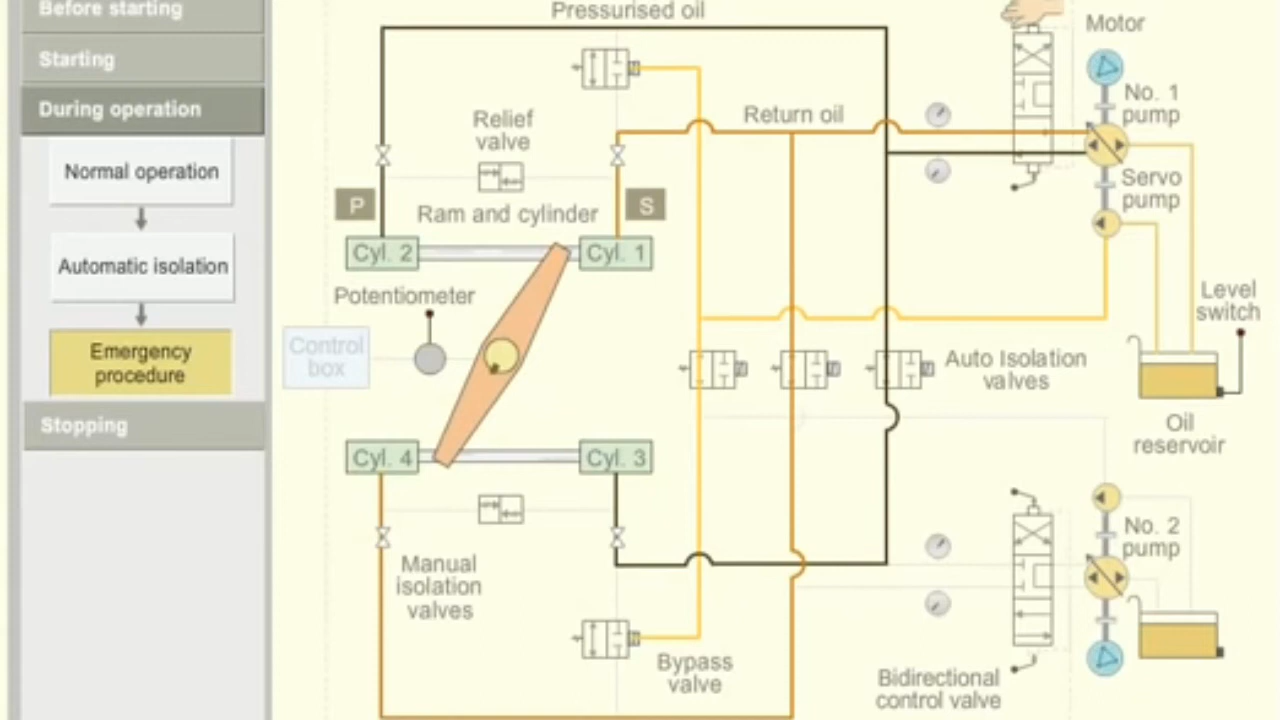 Before starting
Starting
During operation
Normal operation
Automatic isolation
Emergency
procedure
Stopping
Pressurised oil
Motor
Relief
valve
Return oil
No. 1
pump
Servo
pump
P
S
Ram and cylinder
Cyl. 2
Cyl. 1
Potentiometer
Level
switch
Control
box
Auto Isolation
valves
Oil
reservoir
Cyl. 4
Cyl. 3
No. 2
pump
Manual
isolation
valves
Bypass
valve
Bidirectional
control valve